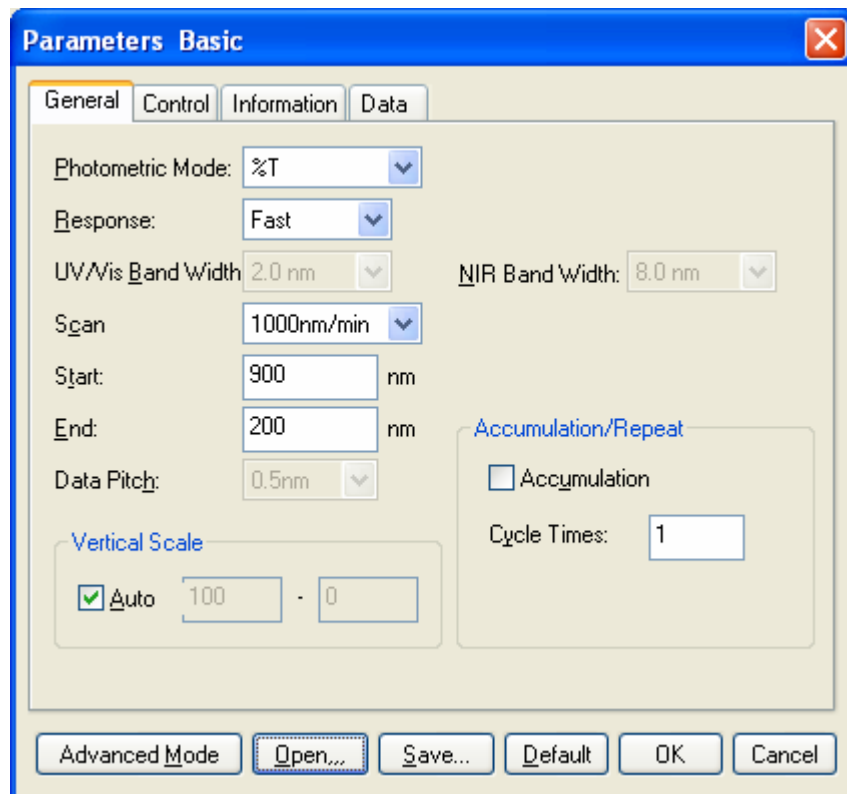 Parameters Basic
General Control Information Data
Photometric Mode: %T
Response: Fast
UV/Vis Band Width 2.0 nm NIR Band Width: 8.0 nm
Scan 1000nm/min
Start: 900 nm
End: 200 nm
Accumulation/Repeat
Data Pitch: 0.5nm
Accumulation
Cycle Times: 1
Vertical Scale
Auto 100 - 0
Advanced Mode Open,,, Save... Default OK Cancel